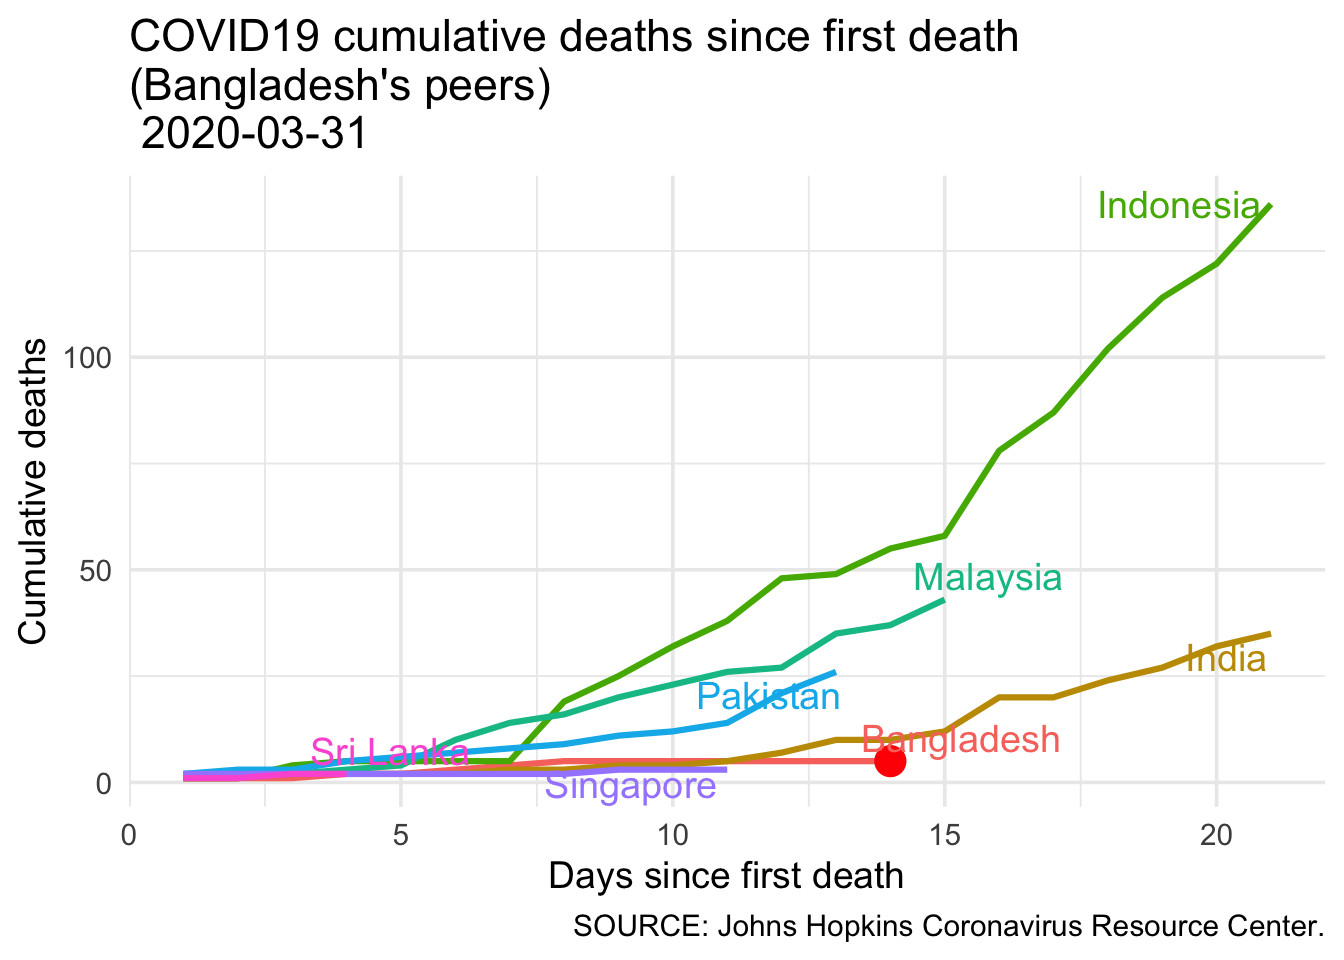 COVID19 cumulative deaths since first death
(Bangladesh's peers)
2020-03-31
Indonesia
100
Cumulative deaths
50
Malaysia
India
Pakistan
Bangladesh
Sri Lanka
Singapore
0
0 5 10 15 20
Days since first death
SOURCE: Johns Hopkins Coronavirus Resource Center.